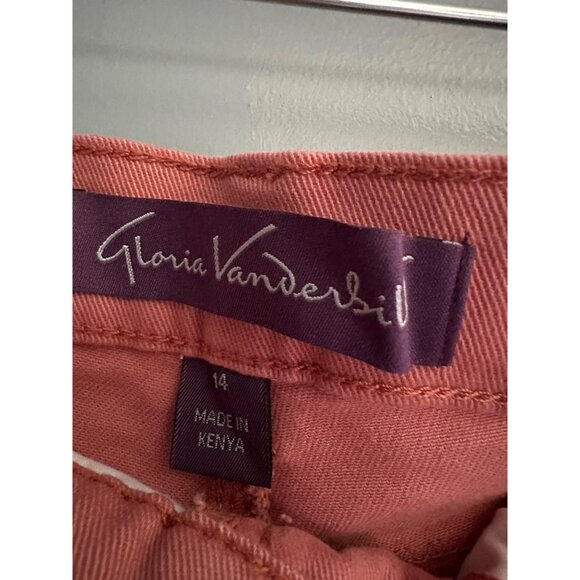 Gloria Vanderbilt
14
MADE IN
KENYA